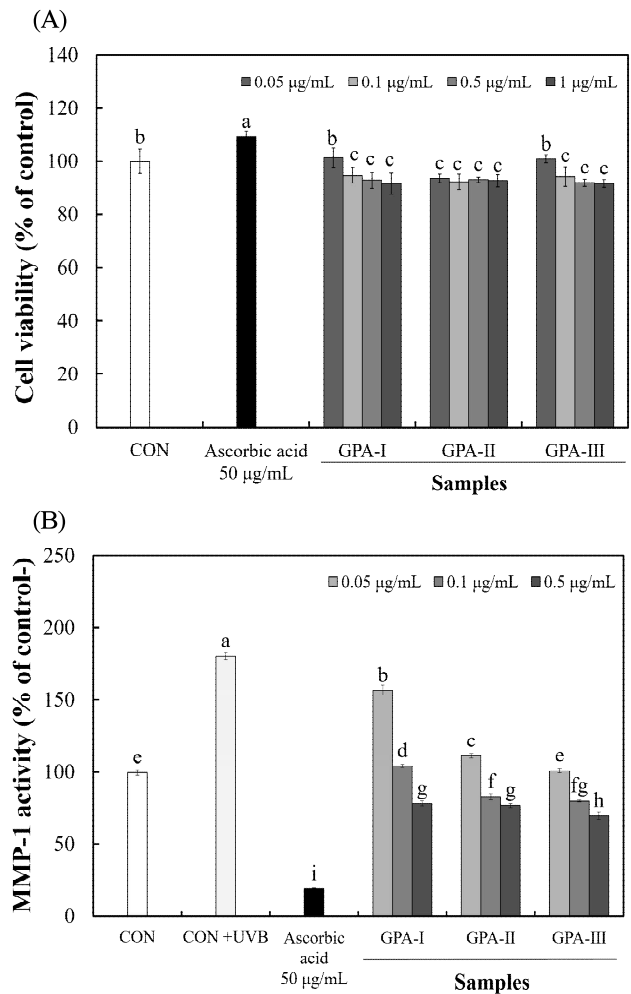 (A)
Cell viability (% of control)
140
120
100
80
60
40
20
0
0.05 μg/mL 0.1 μg/mL 0.5 μg/mL 1 μg/mL
b
a
b
c c c
c c c c
b
c
c c
CON
Ascorbic acid
50 μg/mL
GPA-I
GPA-II
GPA-III
Samples
(B)
MMP-1 activity (% of control-)
250
200
150
100
50
0
0.05 μg/mL 0.1 μg/mL 0.5 μg/mL
e
a
i
b
d
g
c
f
g
e
fg
h
CON
CON +UVB
Ascorbic
acid
50 μg/mL
GPA-I
GPA-II
GPA-III
Samples